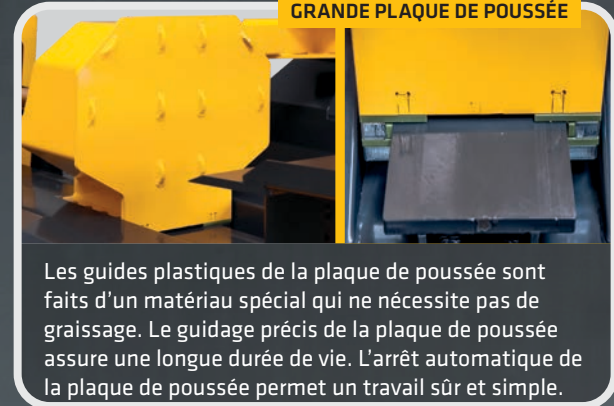 GRANDE PLAQUE DE POUSSÉE
Les guides plastiques de la plaque de poussée sont
faits d'un matériau spécial qui ne nécessite pas de
graissage. Le guidage précis de la plaque de poussée
assure une longue durée de vie. L'arrêt automatique de
la plaque de poussée permet un travail sûr et simple.